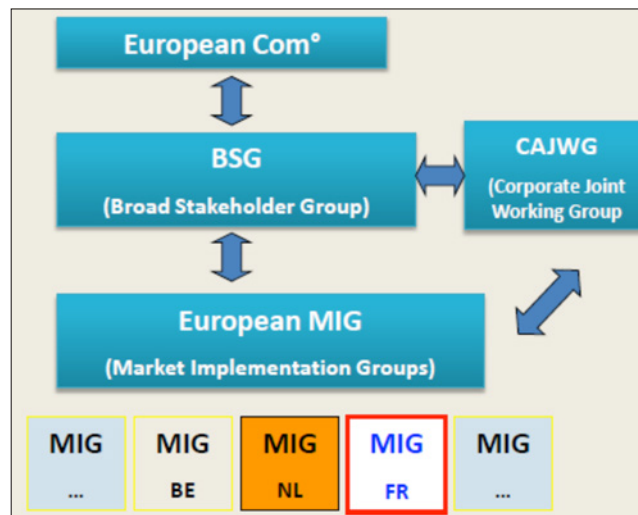 European Com°
BSG
(Broad Stakeholder Group)
CAJWG
(Corporate Joint
Working Group
European MIG
(Market Implementation Groups)
MIG MIG MIG MIG MIG
... BE NL FR ...